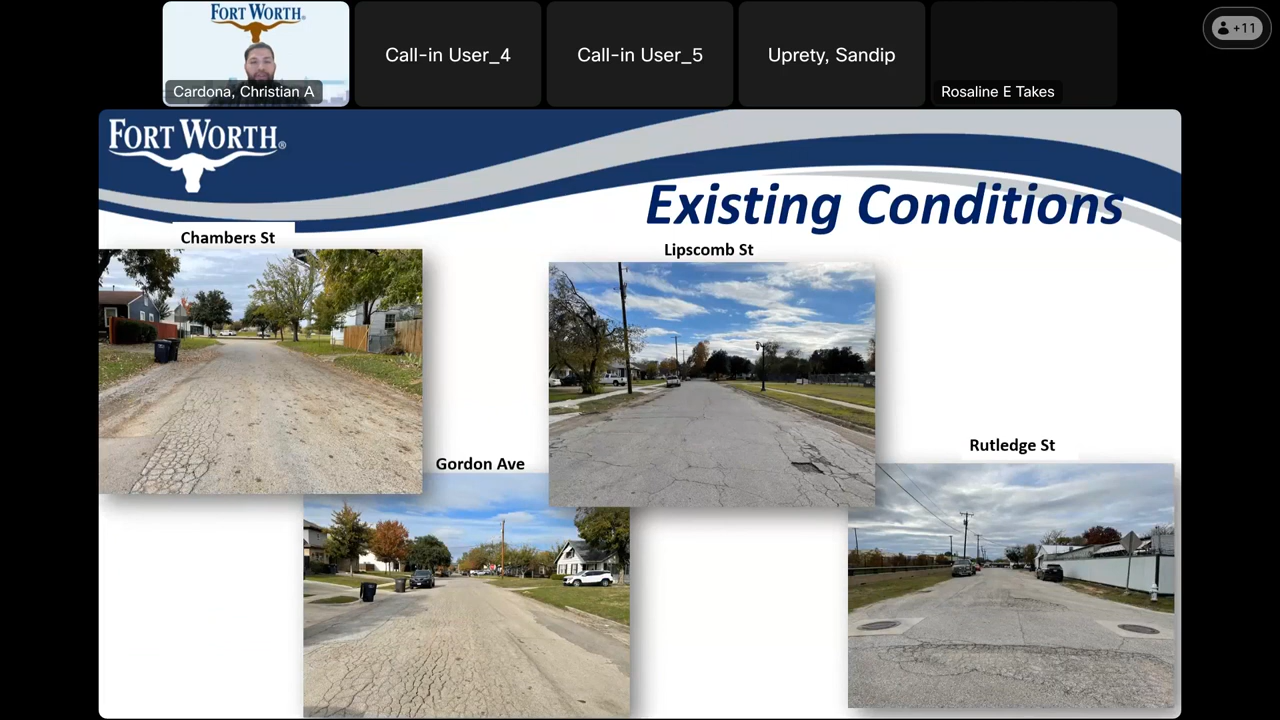 FORT WORTH®
Cardona, Christian A
Call-in User_4
Call-in User_5
Uprety, Sandip
Rosaline E Takes
+11
FORT WORTH®
Existing Conditions
Chambers St
Lipscomb St
Gordon Ave
Rutledge St